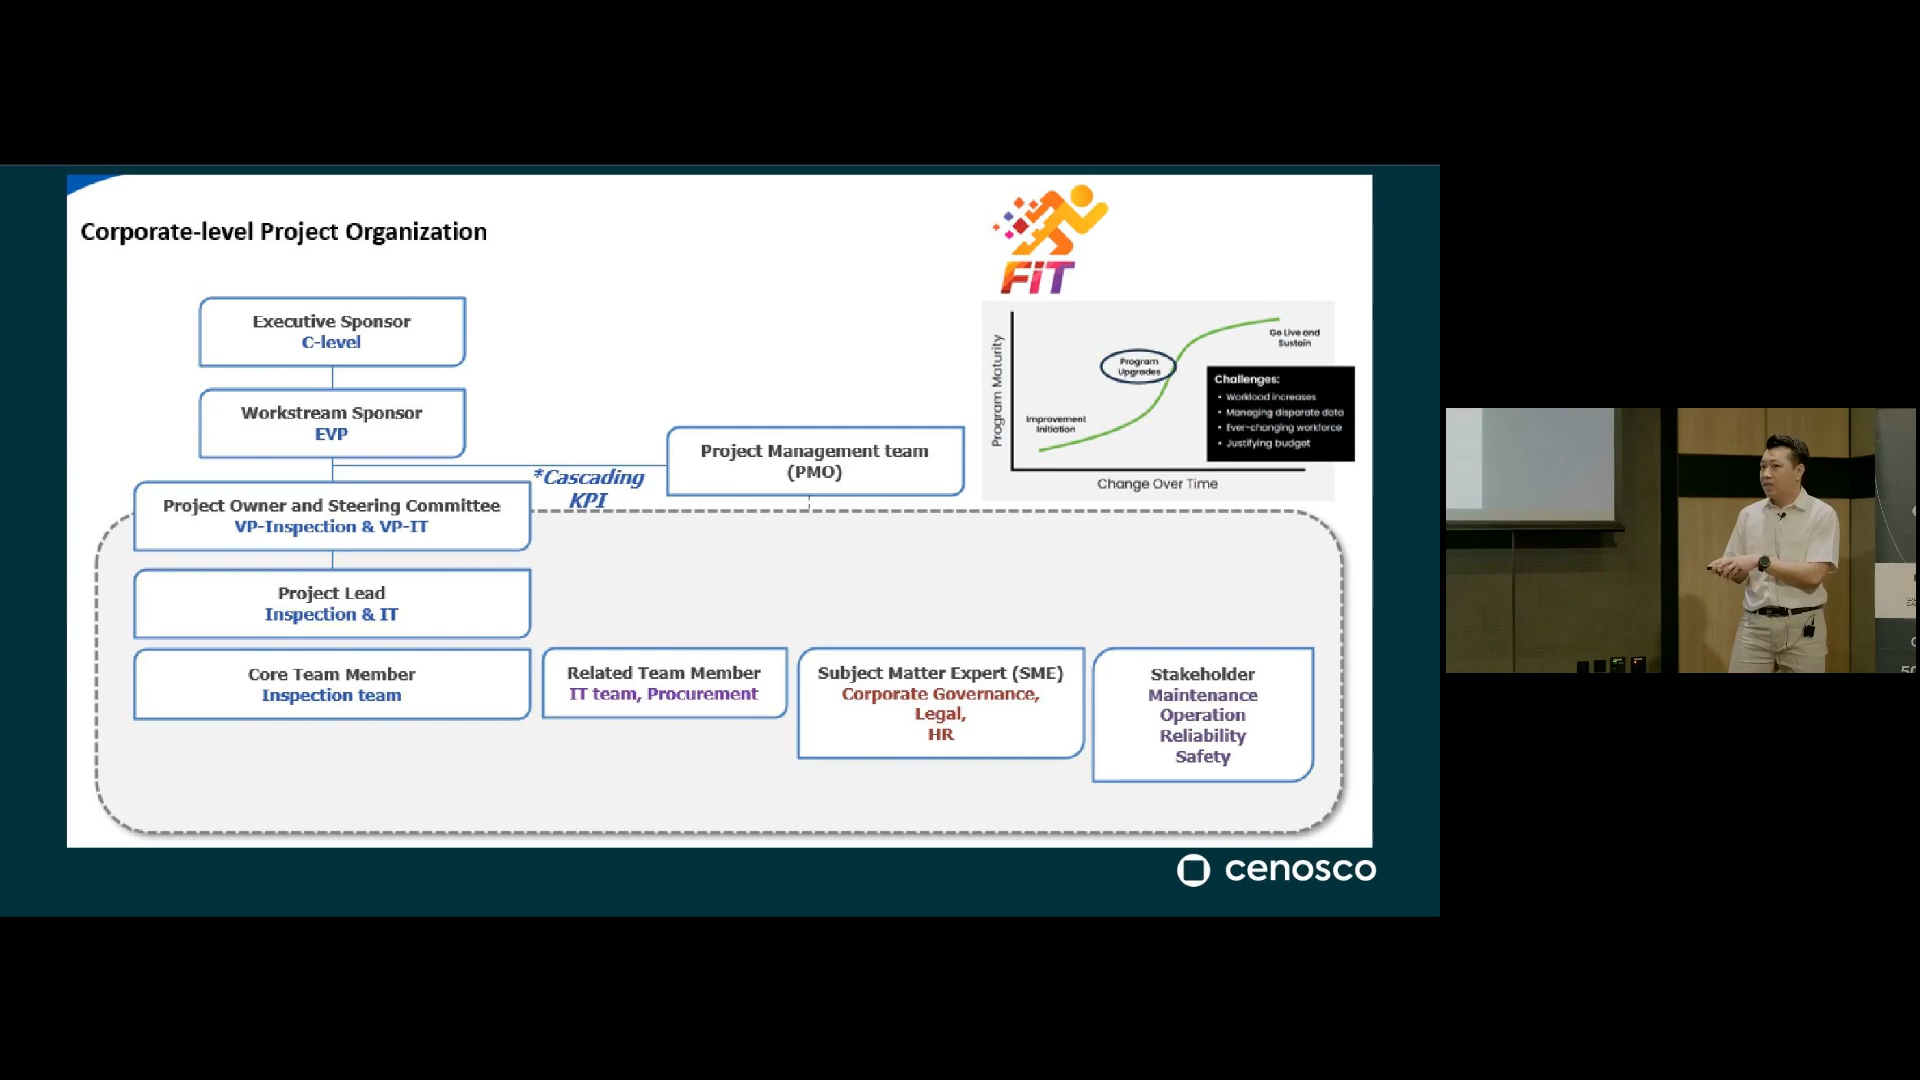 Corporate-level Project Organization
FiT
Executive Sponsor
C-level
Workstream Sponsor
EVP
Project Management team
(PMO)
*Cascading
KPI
Project Owner and Steering Committee
VP-Inspection & VP-IT
Project Lead
Inspection & IT
Core Team Member
Inspection team
Related Team Member
IT team, Procurement
Subject Matter Expert (SME)
Corporate Governance,
Legal,
HR
Stakeholder
Maintenance
Operation
Reliability
Safety
Program Maturity
Improvement
Initiation
Program
Upgrades
Go Live and
Sustain
Challenges:
• Workload increases
• Managing disparate data
• Ever-changing workforce
• Justifying budget
Change Over Time
cenosco